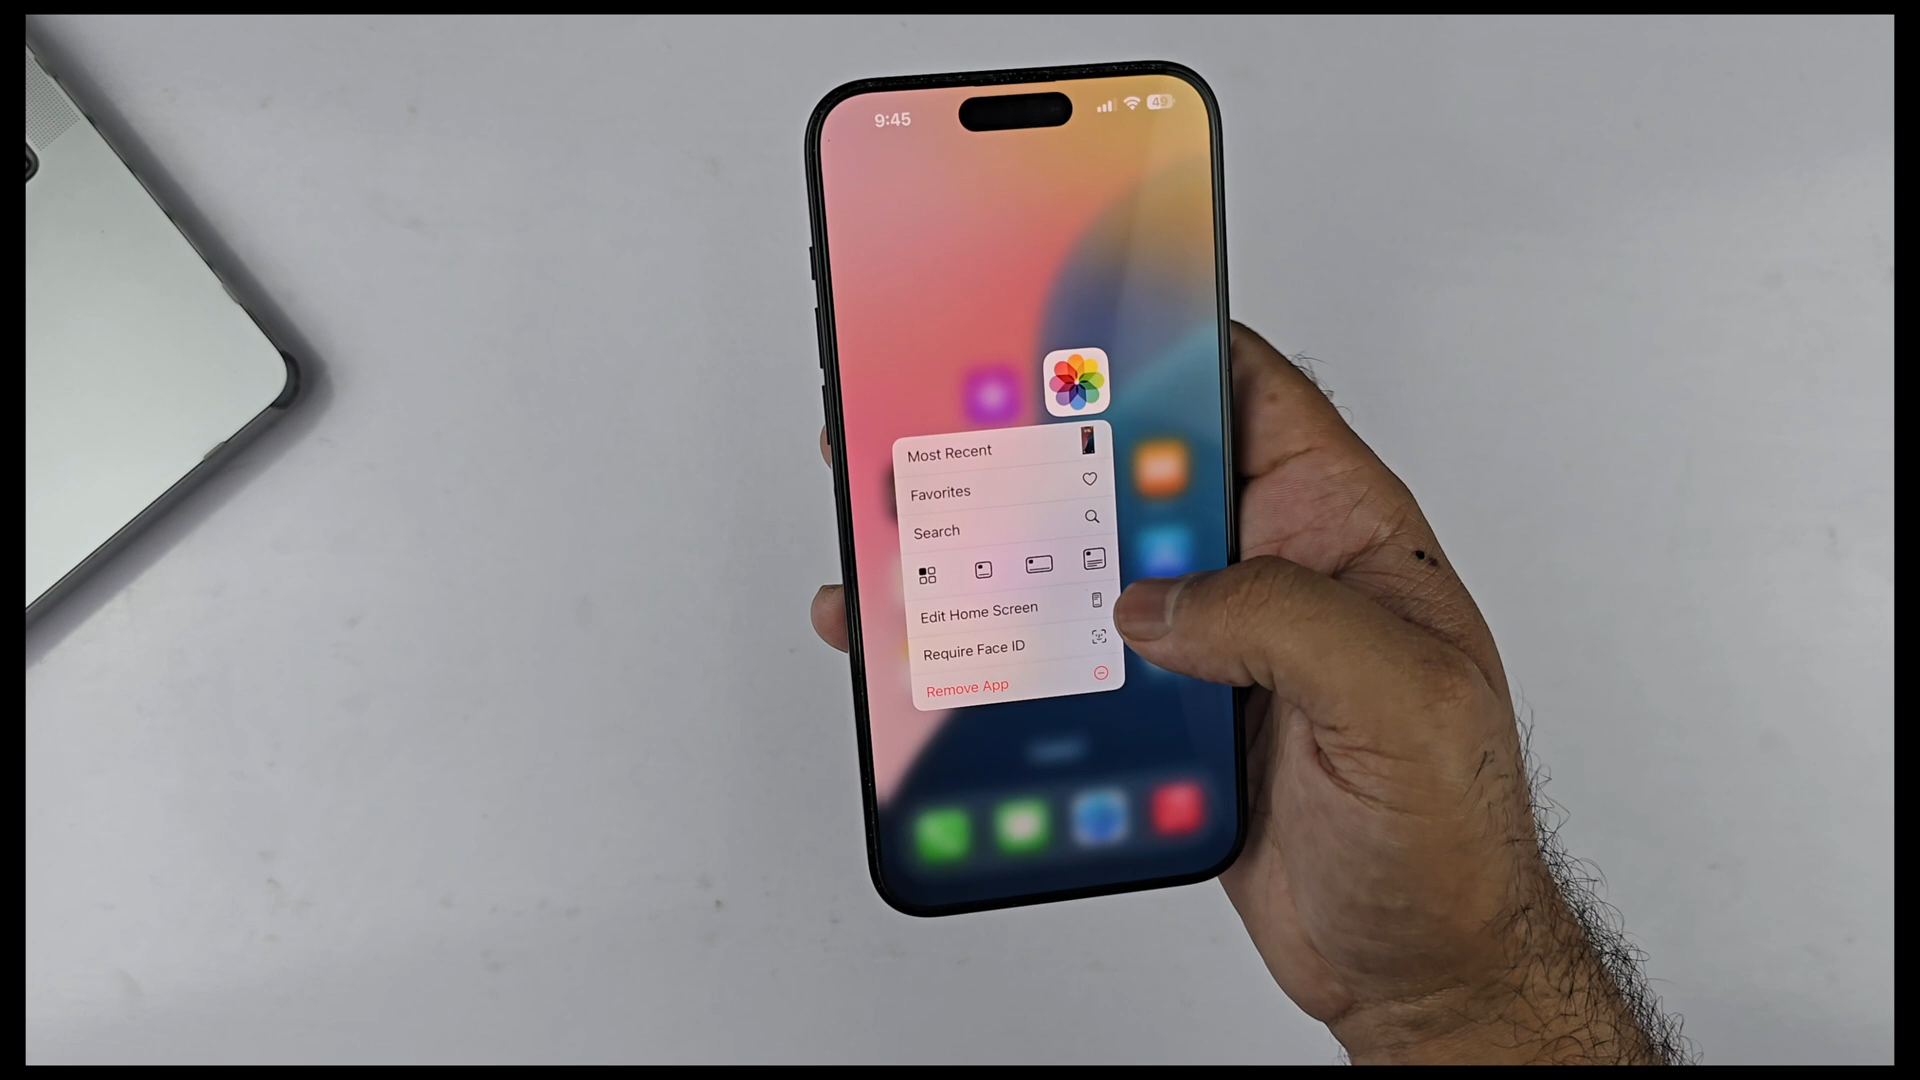 9:45
49
Most Recent
Favorites
Search
Edit Home Screen
Require Face ID
Remove App